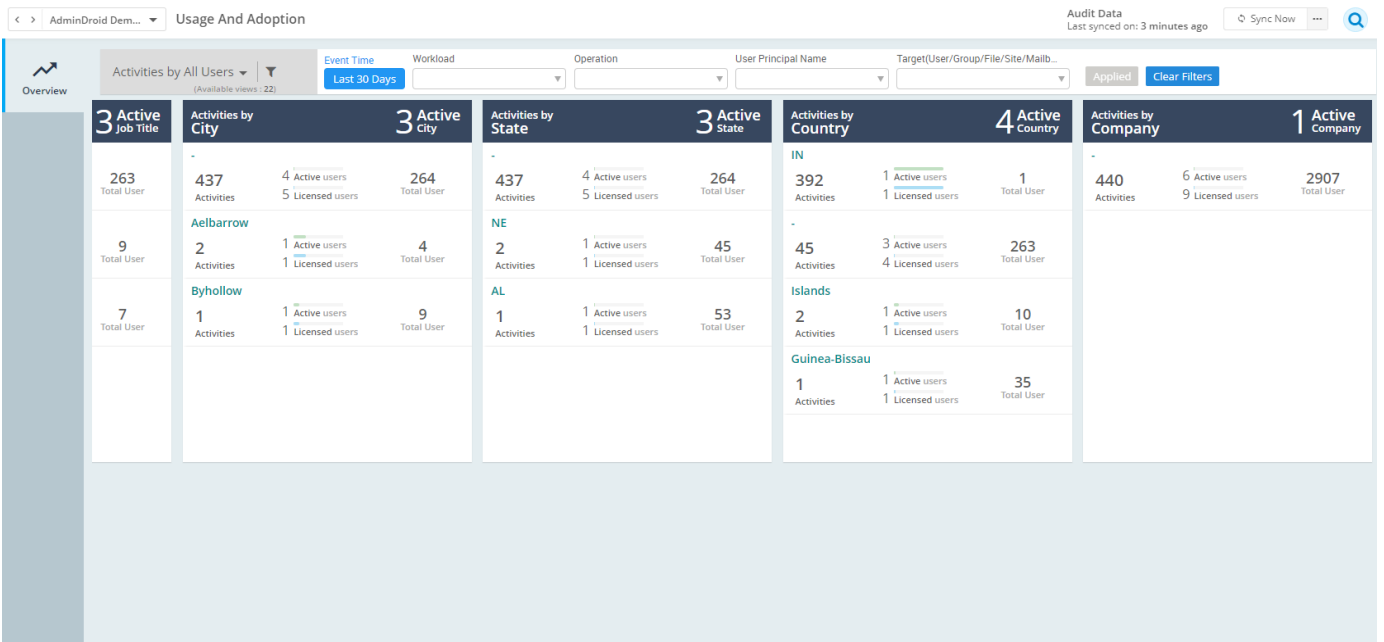 AdminDroid Dem...
Usage And Adoption
Audit Data
Last synced on: 3 minutes ago
Sync Now
...
Overview
Activities by All Users
(Available views : 22)
Event Time
Last 30 Days
Workload
Operation
User Principal Name
Target(User/Group/File/Site/Mailb...
Applied
Clear Filters
3 Active
Job Title
263
Total User
9
Total User
7
Total User
Activities by
City
3 Active
City
-
437
Activities
4 Active users
5 Licensed users
264
Total User
Aelbarrow
2
Activities
1 Active users
1 Licensed users
4
Total User
Byhollow
1
Activities
1 Active users
1 Licensed users
9
Total User
Activities by
State
3 Active
State
-
437
Activities
4 Active users
5 Licensed users
264
Total User
NE
2
Activities
1 Active users
1 Licensed users
45
Total User
AL
1
Activities
1 Active users
1 Licensed users
53
Total User
Activities by
Country
4 Active
Country
IN
392
Activities
1 Active users
1 Licensed users
1
Total User
-
45
Activities
3 Active users
4 Licensed users
263
Total User
Islands
2
Activities
1 Active users
1 Licensed users
10
Total User
Guinea-Bissau
1
Activities
1 Active users
1 Licensed users
35
Total User
Activities by
Company
1 Active
Company
-
440
Activities
6 Active users
9 Licensed users
2907
Total User